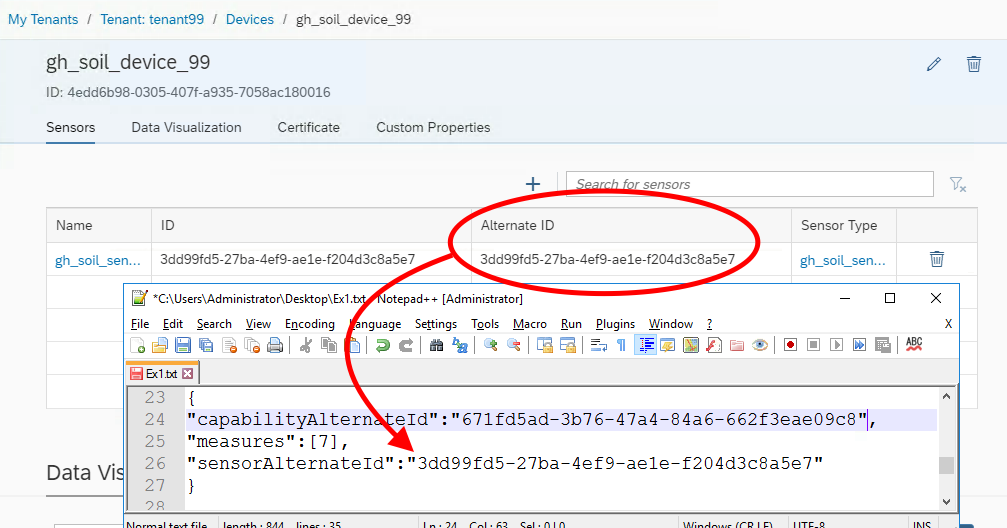 My Tenants / Tenant: tenant99 / Devices / gh_soil_device_99
gh_soil_device_99
ID: 4edd6b98-0305-407f-a935-7058ac180016
Sensors Data Visualization Certificate Custom Properties
Search for sensors
Name ID Alternate ID Sensor Type
gh_soil_sen... 3dd99fd5-27ba-4ef9-ae1e-f204d3c8a5e7 3dd99fd5-27ba-4ef9-ae1e-f204d3c8a5e7 gh_soil_sen...
*C:\Users\Administrator\Desktop\Ex1.txt - Notepad++ [Administrator]
File Edit Search View Encoding Language Settings Tools Macro Run Plugins Window ? X
ABC
Ex1.txt
23 {
24 "capabilityAlternateId":"671fd5ad-3b76-47a4-84a6-662f3eae09c8",
25 "measures":[7],
26 "sensorAlternateId":"3dd99fd5-27ba-4ef9-ae1e-f204d3c8a5e7"
27 }
28
Data Vis
Normal text file length : 844 lines : 35 Ln : 24 Col : 63 Sel : 0 | 0 Windows (CR LF) UTF-8 INS